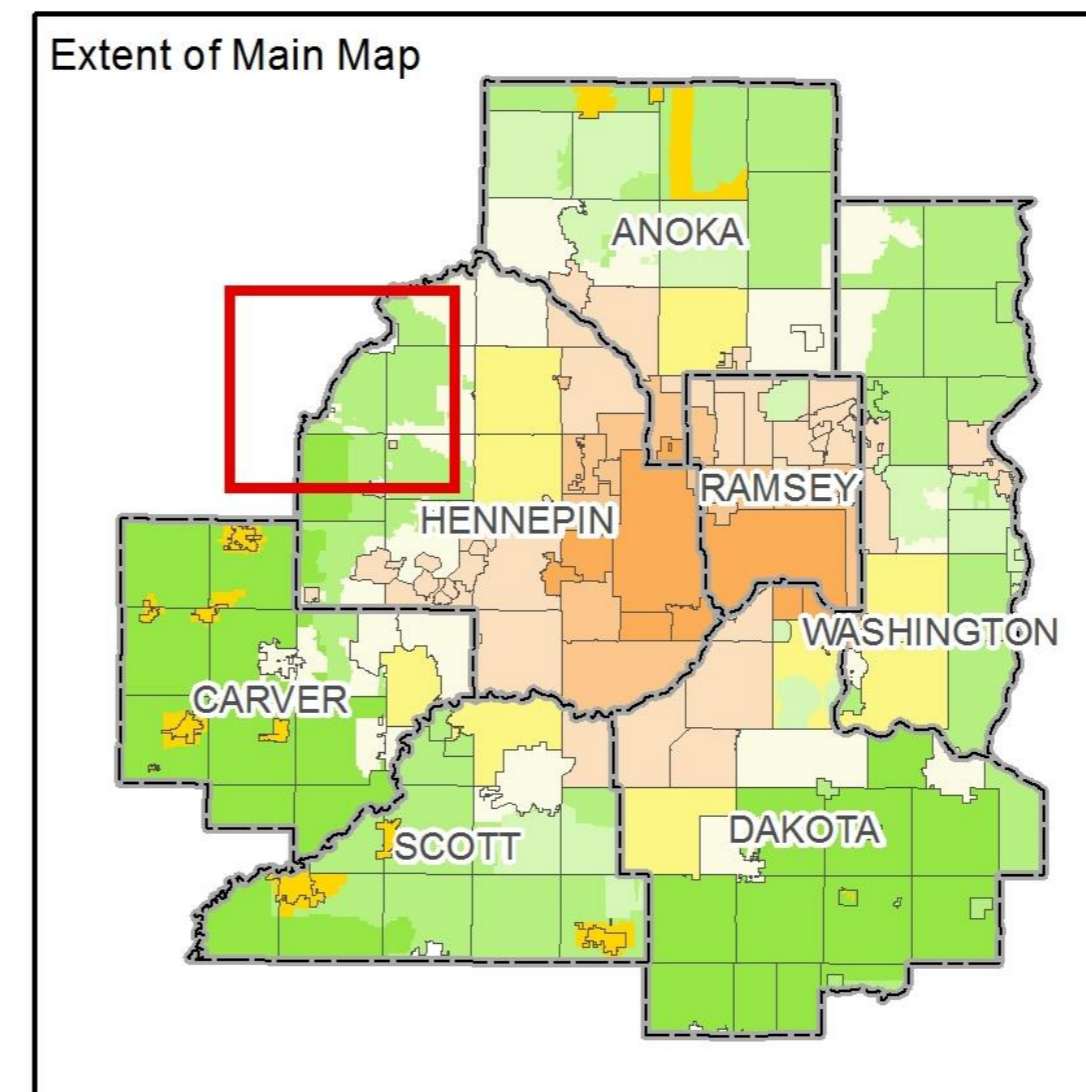 Extent of Main Map
ANOKA
RAMSEY
HENNEPIN
WASHINGTON
CARVER
DAKOTA
SCOTT